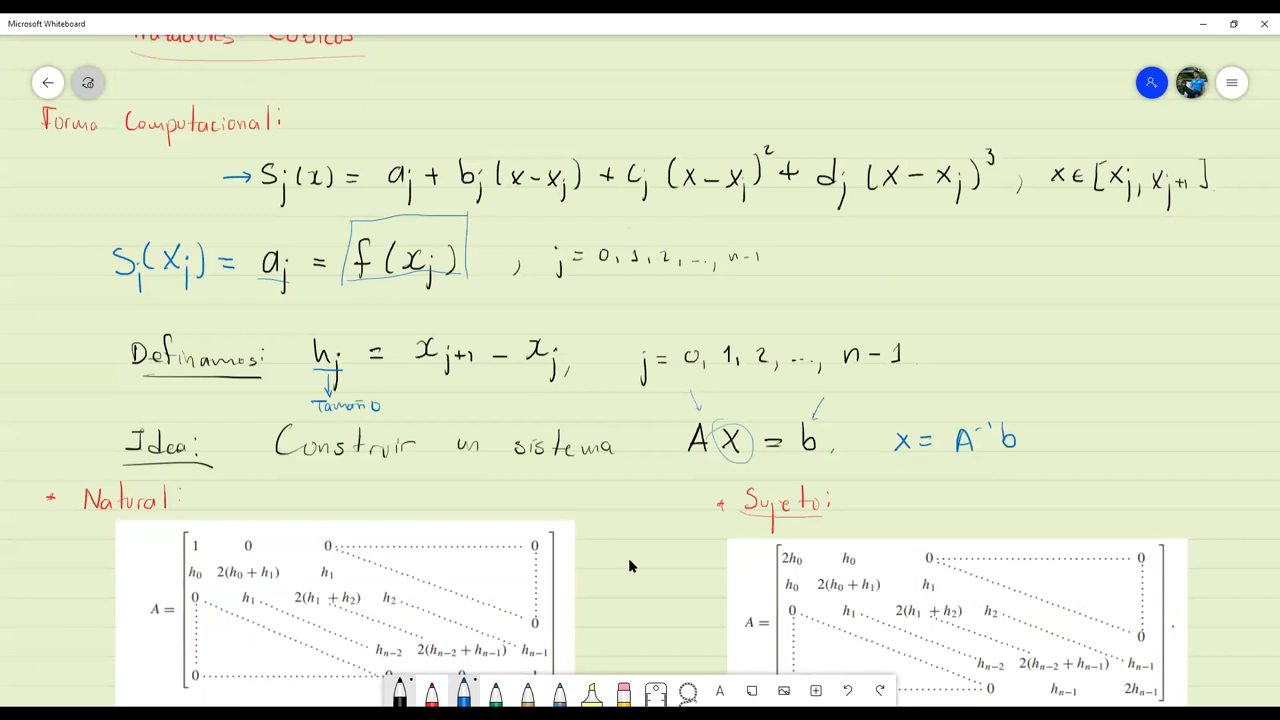 Microsoft Whiteboard
Trazadores Cúbicos
Forma Computacional:
→ Sj(x) = aj + bj(x-xj) + cj(x-xj)² + dj(x-xj)³, x ∈ [xj, xj+1]
Sj(xj) = aj = f(xj), j = 0, 1, 2, ..., n-1
Definamos: hj = xj+1 - xj, j = 0, 1, 2, ..., n-1
Tamaño
Idea: Construir un sistema AX = b. x = A⁻¹b
* Natural:
* Sujeto:
1 0 0 0
h0 2(h0 + h1) h1
A = 0 h1 2(h1 + h2) h2
0
hn-2 2(hn-2 + hn-1) hn-1
0 0 1
2h0 h0 0 0
h0 2(h0 + h1) h1
A = 0 h1 2(h1 + h2) h2
0
hn-2 2(hn-2 + hn-1) hn-1
0 hn-1 2hn-1
A